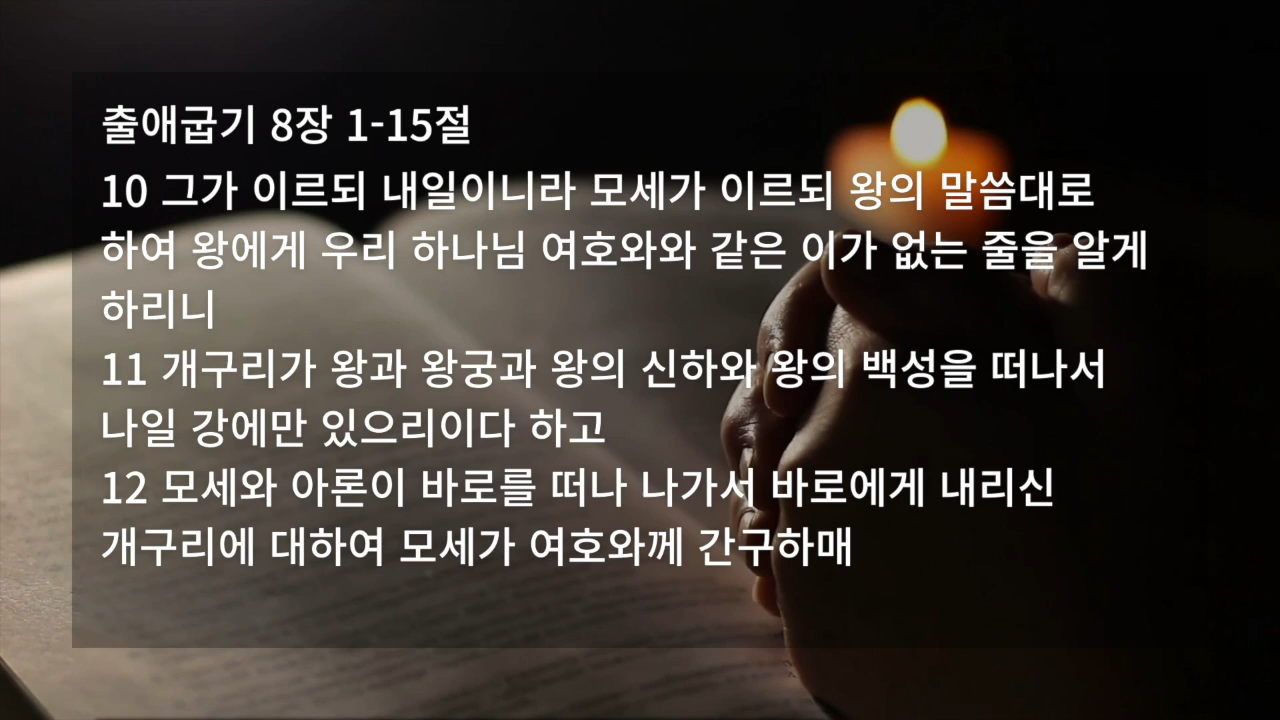 출애굽기 8장 1-15절
10 그가 이르되 내일이니라 모세가 이르되 왕의 말씀대로
하여 왕에게 우리 하나님 여호와와 같은 이가 없는 줄을 알게
하리니
11 개구리가 왕과 왕궁과 왕의 신하와 왕의 백성을 떠나서
나일 강에만 있으리이다 하고
12 모세와 아론이 바로를 떠나 나가서 바로에게 내리신
개구리에 대하여 모세가 여호와께 간구하매